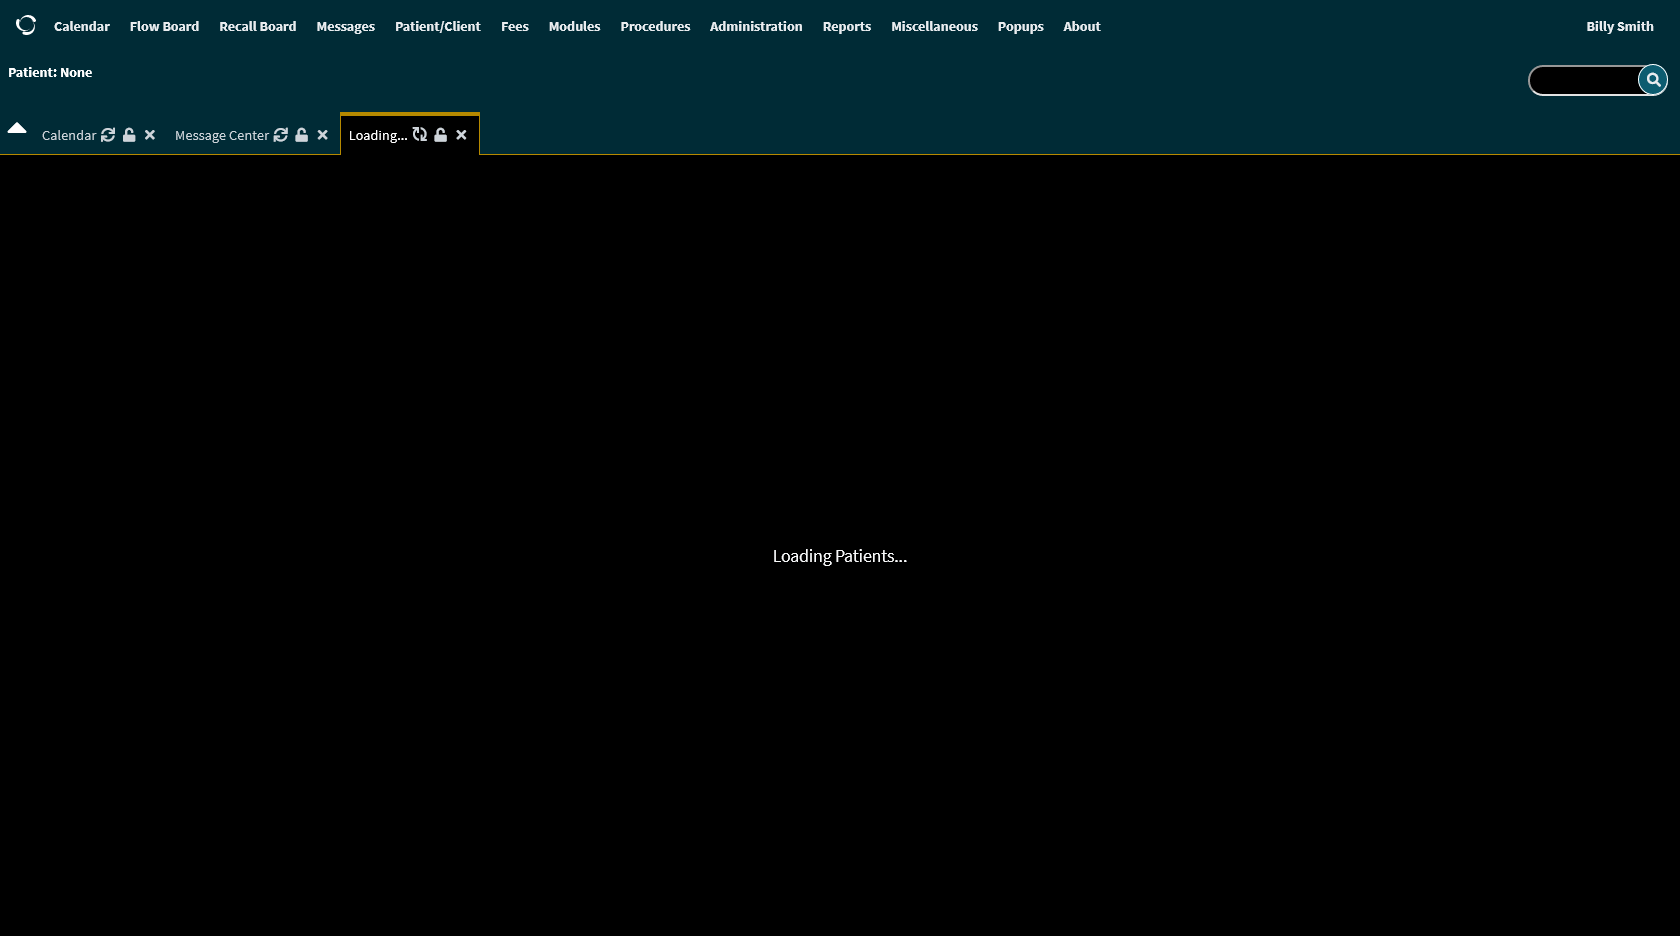 Calendar Flow Board Recall Board Messages Patient/Client Fees Modules Procedures Administration Reports Miscellaneous Popups About Billy Smith
Patient: None
Calendar Message Center Loading...
Loading Patients...